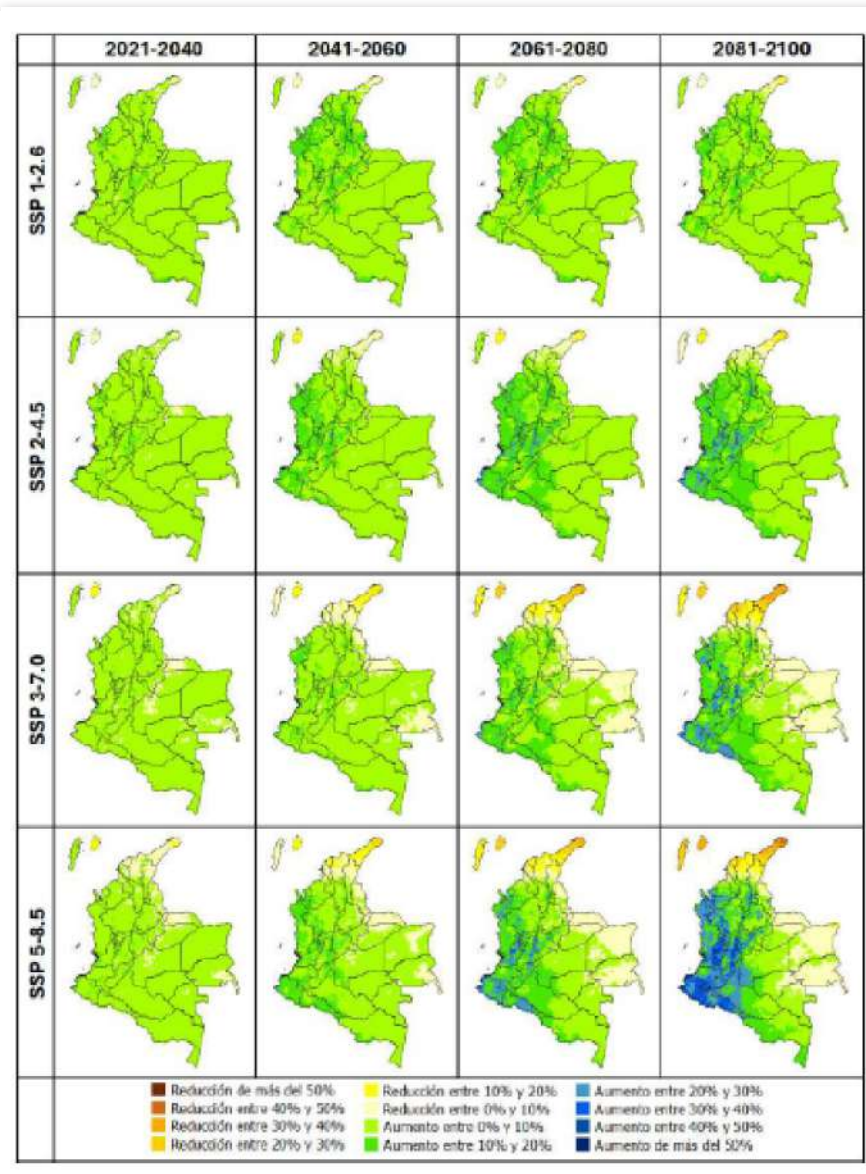 2021-2040 2041-2060 2061-2080 2081-2100
SSP 1-2.6
SSP 2-4.5
SSP 3-7.0
SSP 5-8.5
Reducción de más del 50% Reducción entre 10% y 20% Aumento entre 20% y 30%
Reducción entre 40% y 50% Reducción entre 0% y 10% Aumento entre 30% y 40%
Reducción entre 30% y 40% Aumento entre 0% y 10% Aumento entre 40% y 50%
Reducción entre 20% y 30% Aumento entre 10% y 20% Aumento de más del 50%